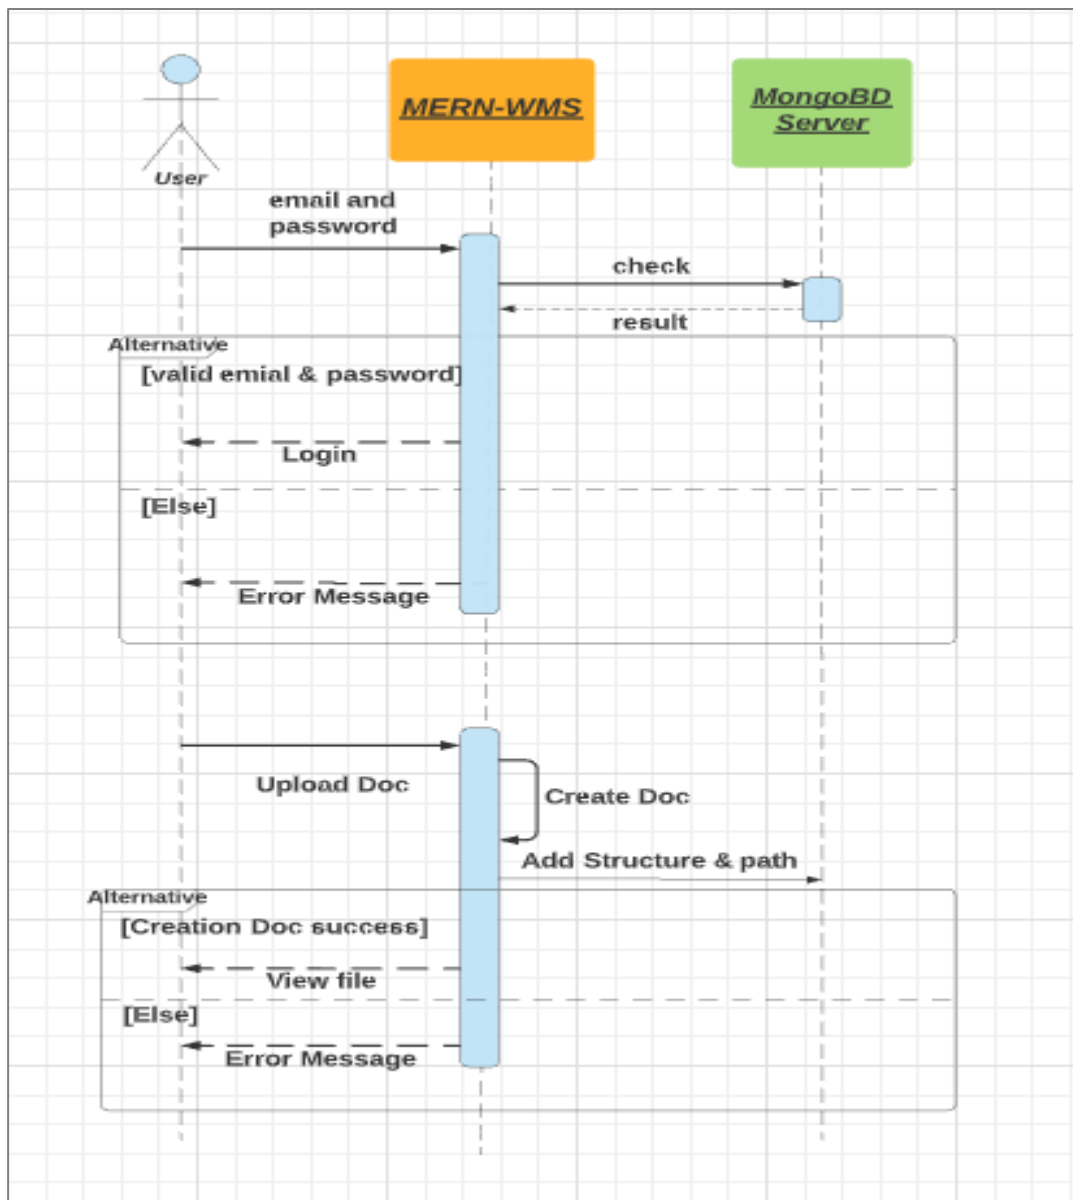 MERN-WMS
MongoBD
Server
User
email and
password
check
result
Alternative
[valid emial & password]
Login
[Else]
Error Message
Upload Doc
Create Doc
Add Structure & path
Alternative
[Creation Doc success]
View file
[Else]
Error Message